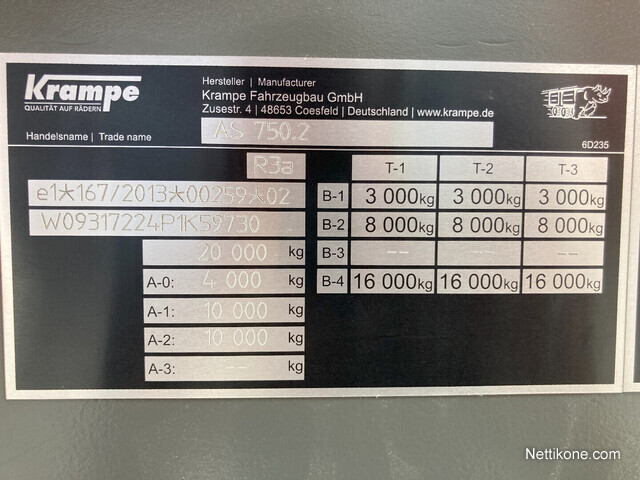 Krampe
QUALITÄT AUF RÄDERN
Hersteller | Manufacturer
Krampe Fahrzeugbau GmbH
Zusestr. 4 | 48653 Coesfeld | Deutschland | www.krampe.de
Handelsname | Trade name AS 750.2
6D235
R3a
e1*167/2013*00259*02
W09317224P1K59730
20 000 kg
A-0: 4 000 kg
A-1: 10 000 kg
A-2: 10 000 kg
A-3: -- kg
T-1 T-2 T-3
B-1 3 000kg 3 000kg 3 000kg
B-2 8 000kg 8 000kg 8 000kg
B-3 -- -- --
B-4 16 000kg 16 000kg 16 000kg
Nettikone.com